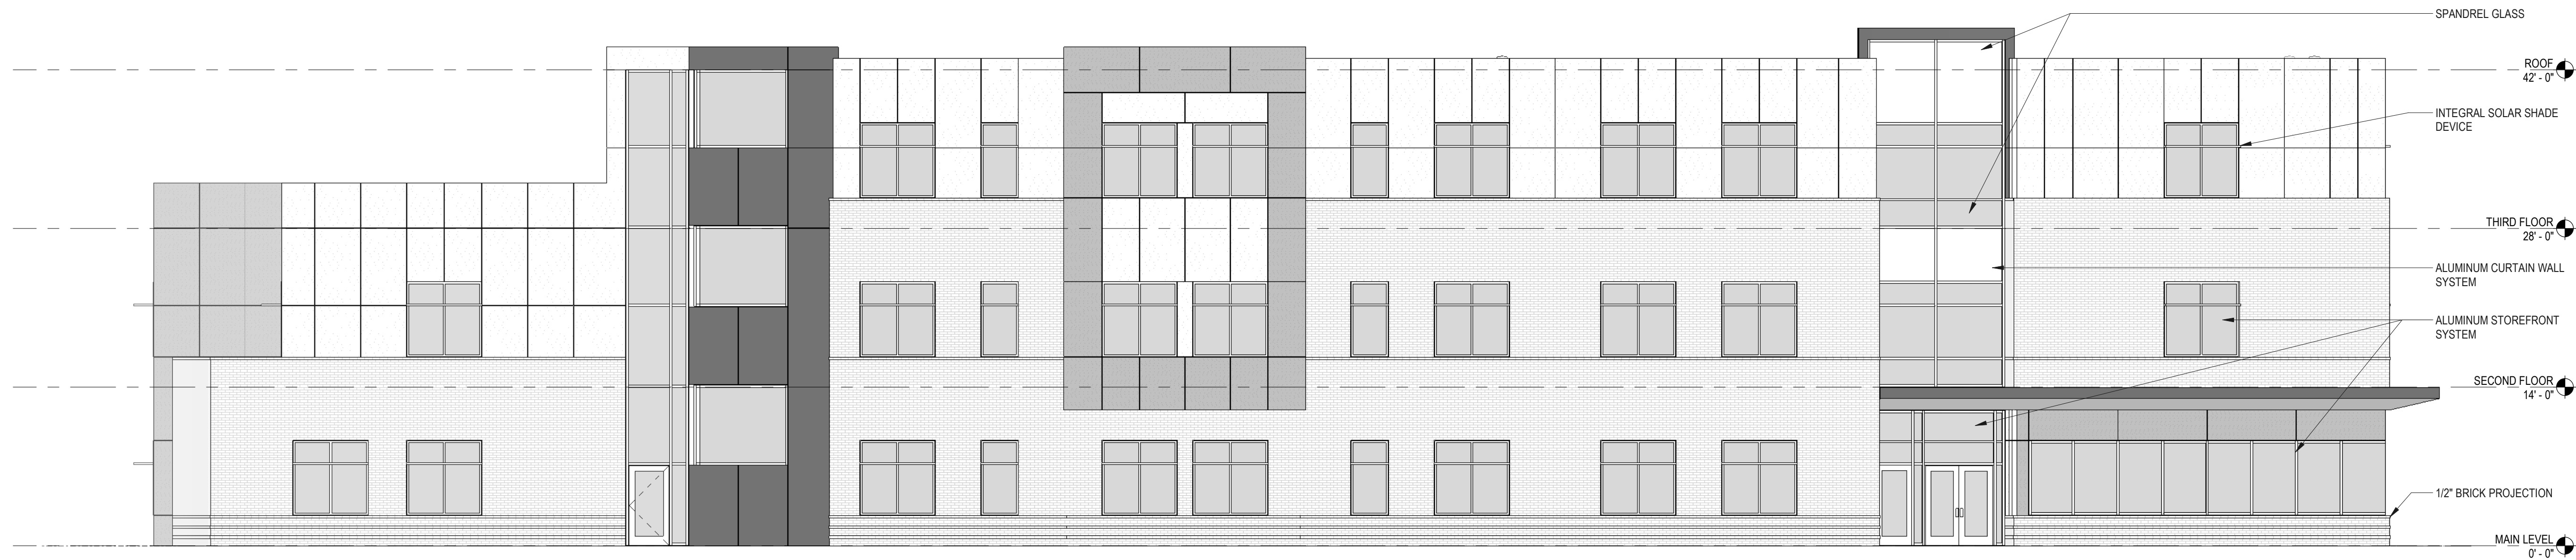 SPANDREL GLASS
ROOF
42' - 0"
INTEGRAL SOLAR SHADE
DEVICE
THIRD FLOOR
28' - 0"
ALUMINUM CURTAIN WALL
SYSTEM
ALUMINUM STOREFRONT
SYSTEM
SECOND FLOOR
14' - 0"
1/2" BRICK PROJECTION
MAIN LEVEL
0' - 0"